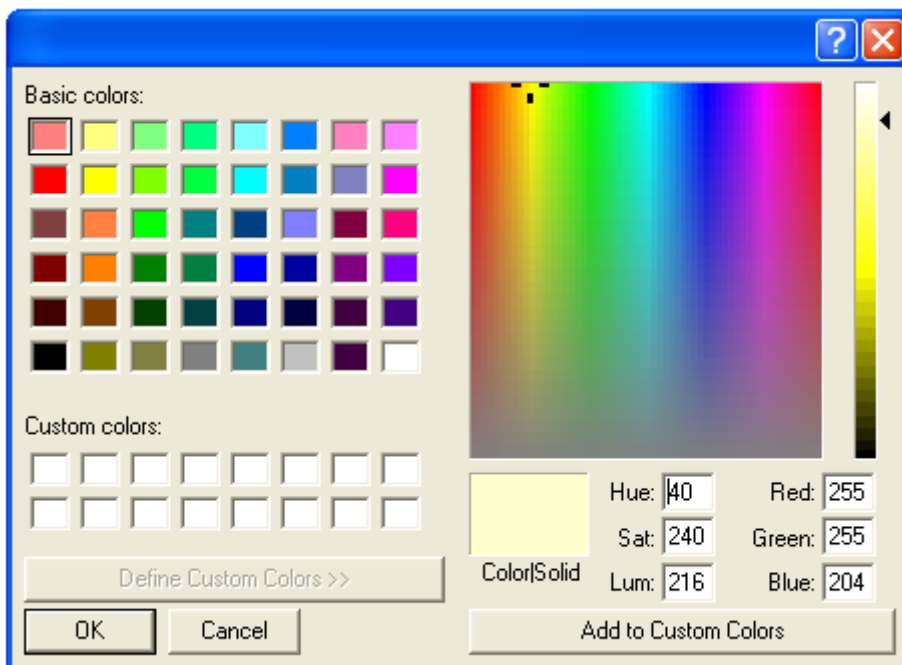 ?
Basic colors:
Custom colors:
Define Custom Colors >>
OK
Cancel
Color|Solid
Hue: 40
Sat: 240
Lum: 216
Red: 255
Green: 255
Blue: 204
Add to Custom Colors